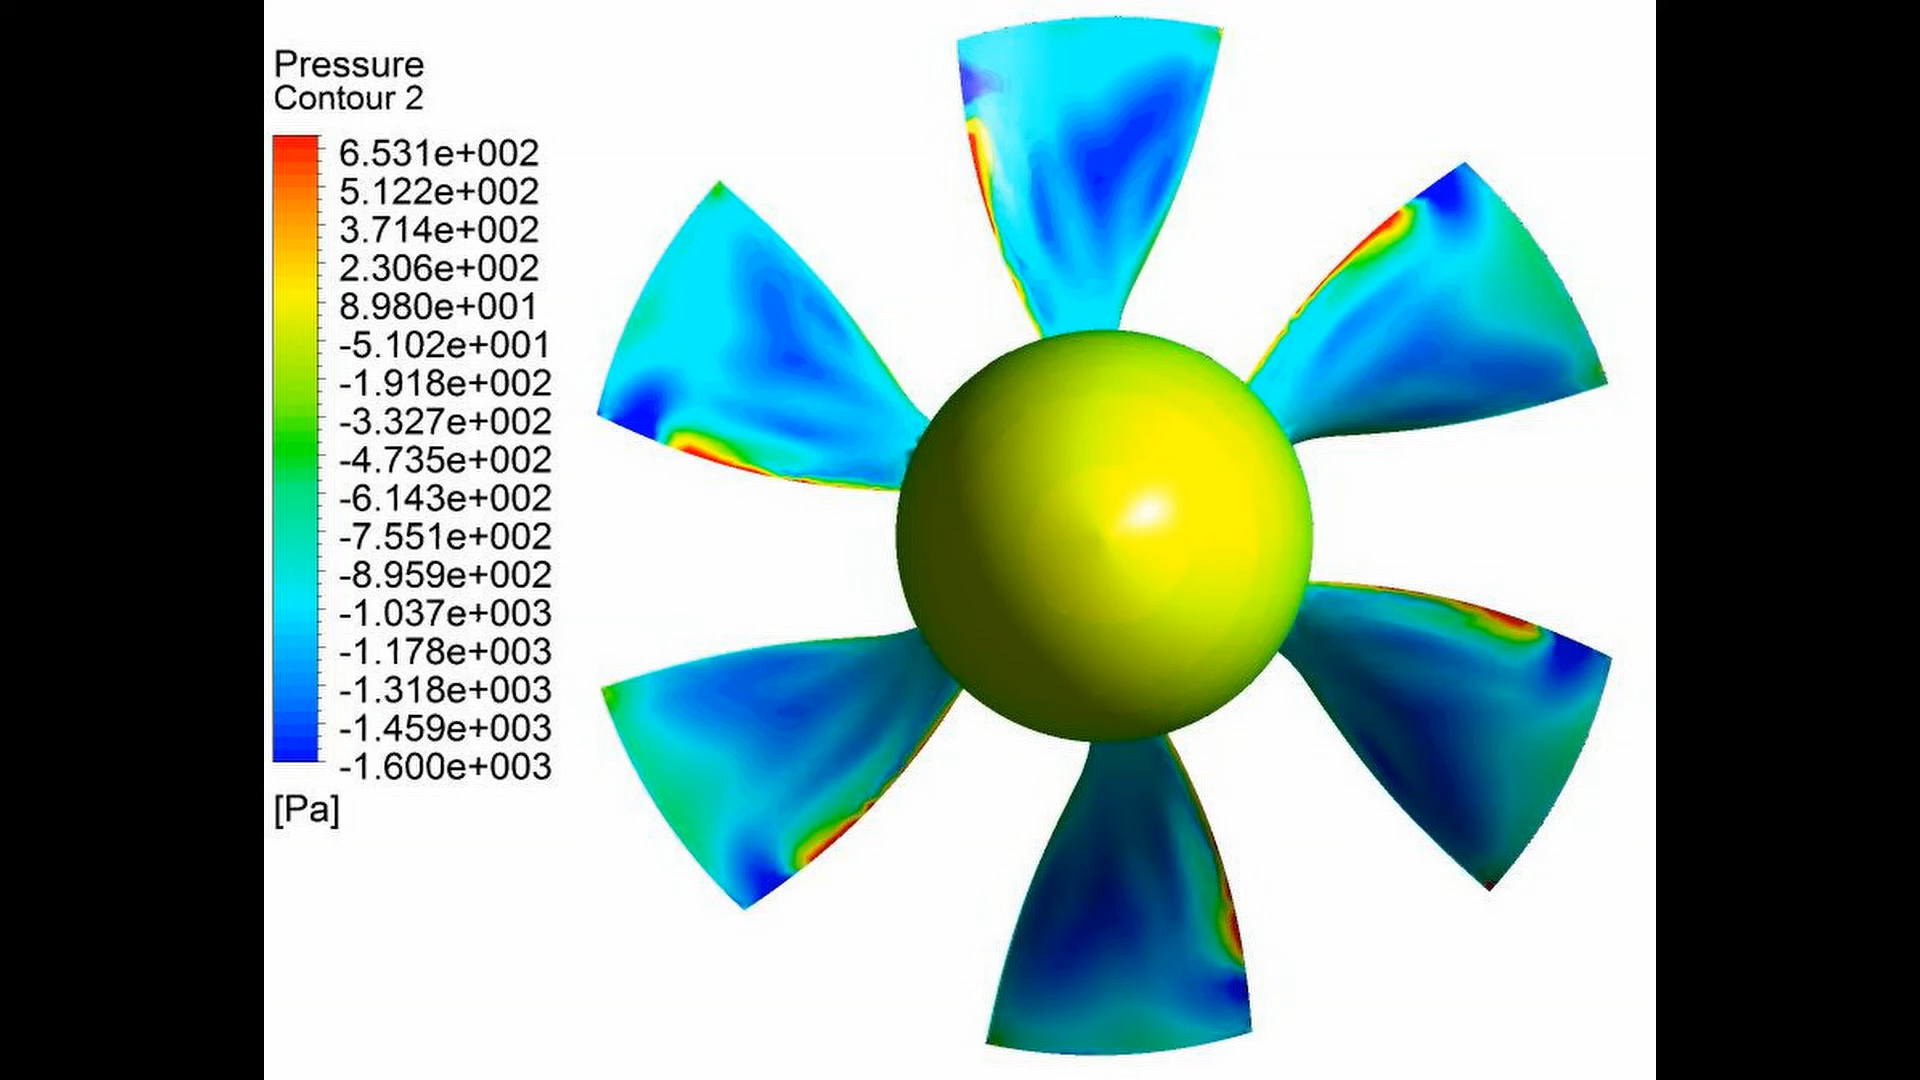 Pressure
Contour 2
6.531e+002
5.122e+002
3.714e+002
2.306e+002
8.980e+001
-5.102e+001
-1.918e+002
-3.327e+002
-4.735e+002
-6.143e+002
-7.551e+002
-8.959e+002
-1.037e+003
-1.178e+003
-1.318e+003
-1.459e+003
-1.600e+003
[Pa]